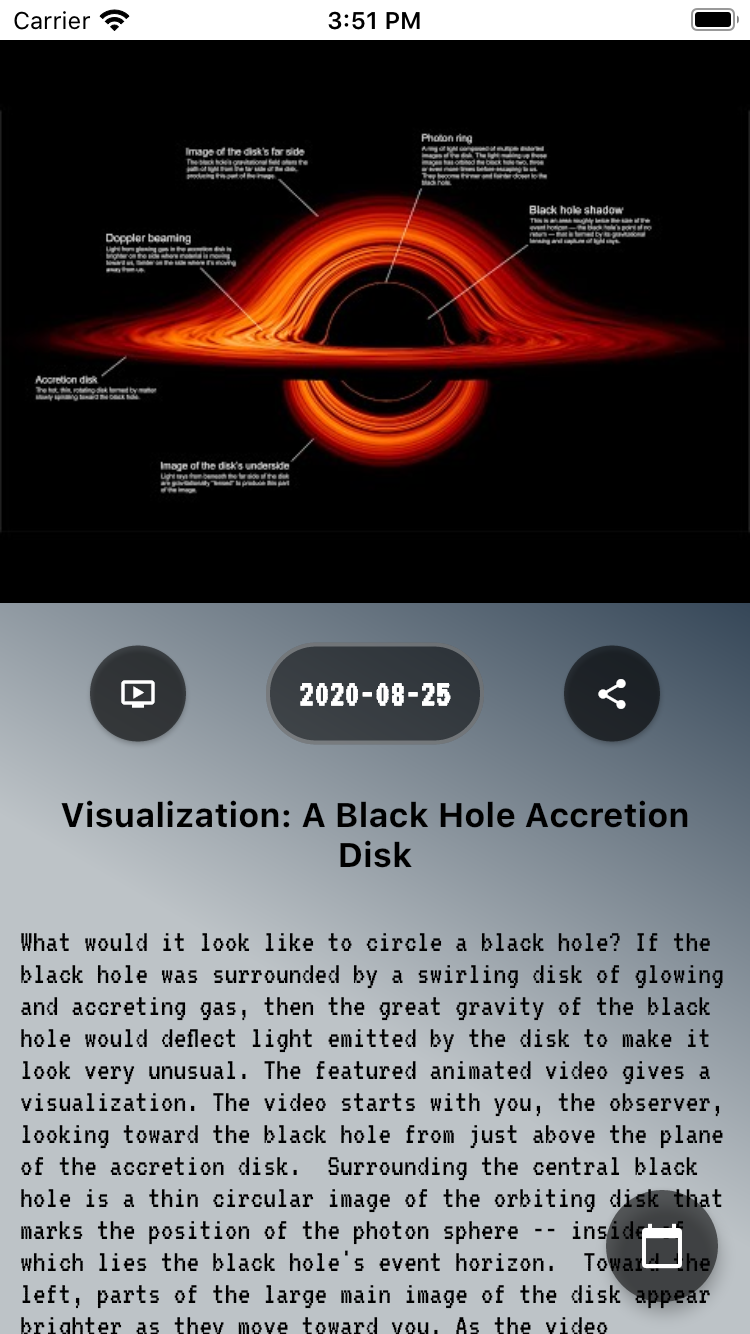 Carrier
3:51 PM
Image of the disk's far side
The black hole's gravitational field alters the
path of light from the far side of the disk,
producing this part of the image.
Photon ring
A ring of light composed of multiple distorted
images of the disk. The light making up these
images has orbited the black hole two, three
or even more times before escaping to us.
They become thinner and fainter closer to the
black hole.
Black hole shadow
This is an area roughly twice the size of the
event horizon — the black hole's point of no
return — that is formed by its gravitational
lensing and capture of light rays.
Doppler beaming
Light from glowing gas in the accretion disk is
brighter on the side where material is moving
toward us, fainter on the side where it's moving
away from us.
Accretion disk
The hot, thin, rotating disk formed by matter
slowly spiraling toward the black hole.
Image of the disk's underside
Light rays from beneath the far side of the disk
are gravitationally "lensed" to produce this part
of the image.
2020-08-25
Visualization: A Black Hole Accretion
Disk
What would it look like to circle a black hole? If the
black hole was surrounded by a swirling disk of glowing
and accreting gas, then the great gravity of the black
hole would deflect light emitted by the disk to make it
look very unusual. The featured animated video gives a
visualization. The video starts with you, the observer,
looking toward the black hole from just above the plane
of the accretion disk.  Surrounding the central black
hole is a thin circular image of the orbiting disk that
marks the position of the photon sphere -- inside of
which lies the black hole's event horizon.  Toward the
left, parts of the large main image of the disk appear
brighter as they move toward you. As the video